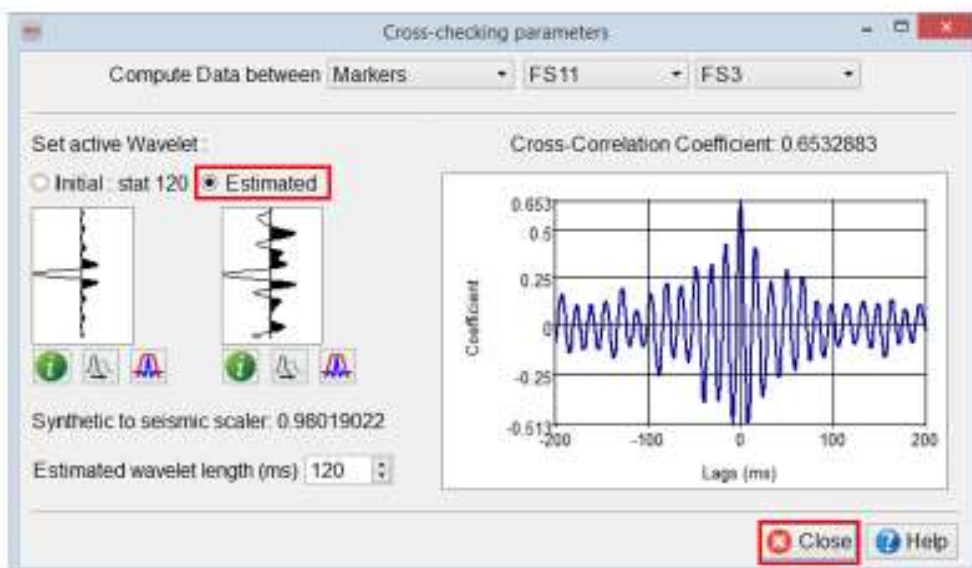 Cross-checking parameters
Compute Data between Markers FS11 FS3
Set active Wavelet :
Initial : stat 120 Estimated
Synthetic to seismic scaler: 0.98019022
Estimated wavelet length (ms) 120
Cross-Correlation Coefficient: 0.6532883
0.653
0.5
0.25
0
-0.25
-0.513
Coefficient
-200 -100 0 100 200
Lags (ms)
Close Help